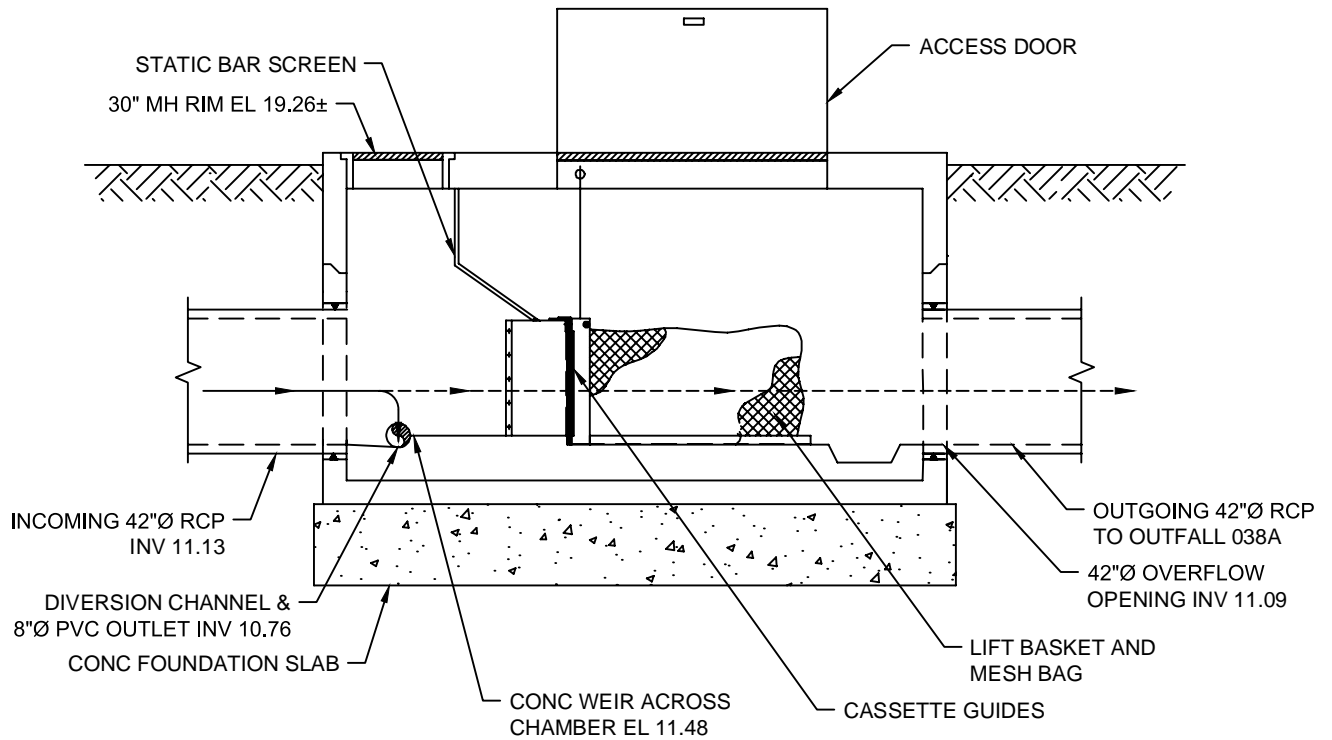 STATIC BAR SCREEN
30" MH RIM EL 19.26±
ACCESS DOOR
INCOMING 42"Ø RCP
INV 11.13
DIVERSION CHANNEL &
8"Ø PVC OUTLET INV 10.76
CONC FOUNDATION SLAB
CONC WEIR ACROSS
CHAMBER EL 11.48
CASSETTE GUIDES
LIFT BASKET AND
MESH BAG
42"Ø OVERFLOW
OPENING INV 11.09
OUTGOING 42"Ø RCP
TO OUTFALL 038A